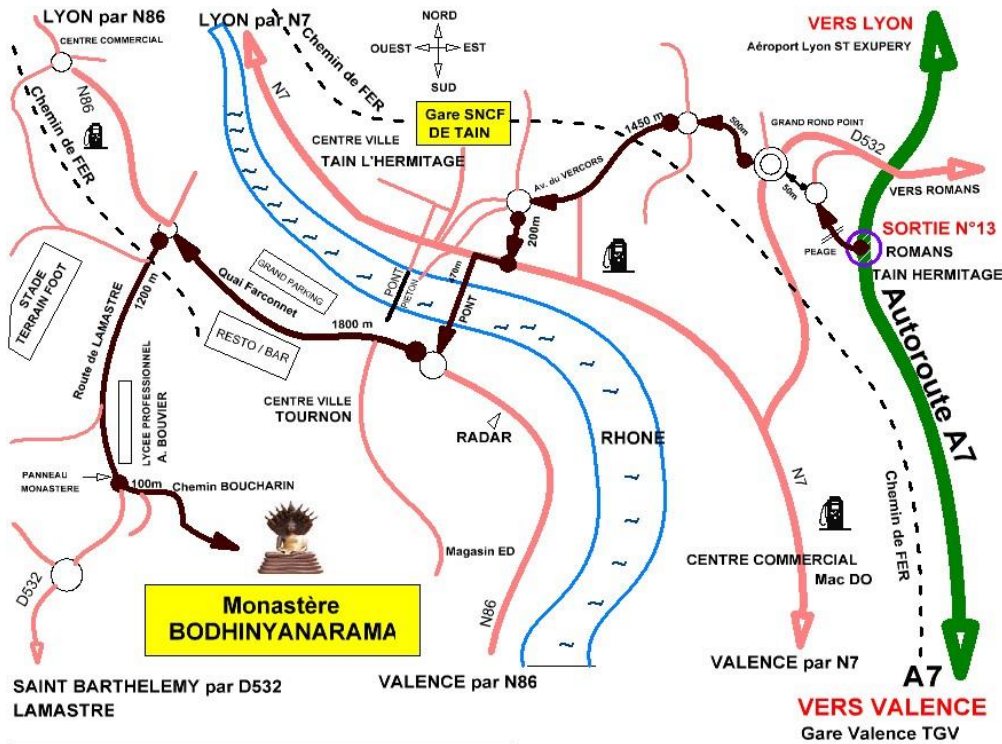 LYON par N86
CENTRE COMMERCIAL
N86
Chemin de FER
LYON par N7
N7
Chemin de FER
NORD
OUEST
EST
SUD
Gare SNCF
DE TAIN
CENTRE VILLE
TAIN L'HERMITAGE
Av. du VERCORS
1450 m
500m
GRAND ROND POINT
D532
50m
VERS LYON
Aéroport Lyon ST EXUPERY
VERS ROMANS
SORTIE N°13
ROMANS
TAIN HERMITAGE
PEAGE
Autoroute A7
200m
PONT
PONT
PIETON
GRAND PARKING
Quai Farconnet
1800 m
RESTO / BAR
STADE
TERRAIN FOOT
1200 m
Route de LAMASTRE
LYCEE PROFESSIONNEL
A. BOUVIER
CENTRE VILLE
TOURNON
RADAR
RHONE
PANNEAU
MONASTERE
100m
Chemin BOUCHARIN
D532
Magasin ED
N86
N7
Chemin de FER
CENTRE COMMERCIAL
Mac DO
Monastère
BODHINYANARAMA
SAINT BARTHELEMY par D532
LAMASTRE
VALENCE par N86
VALENCE par N7
A7
VERS VALENCE
Gare Valence TGV